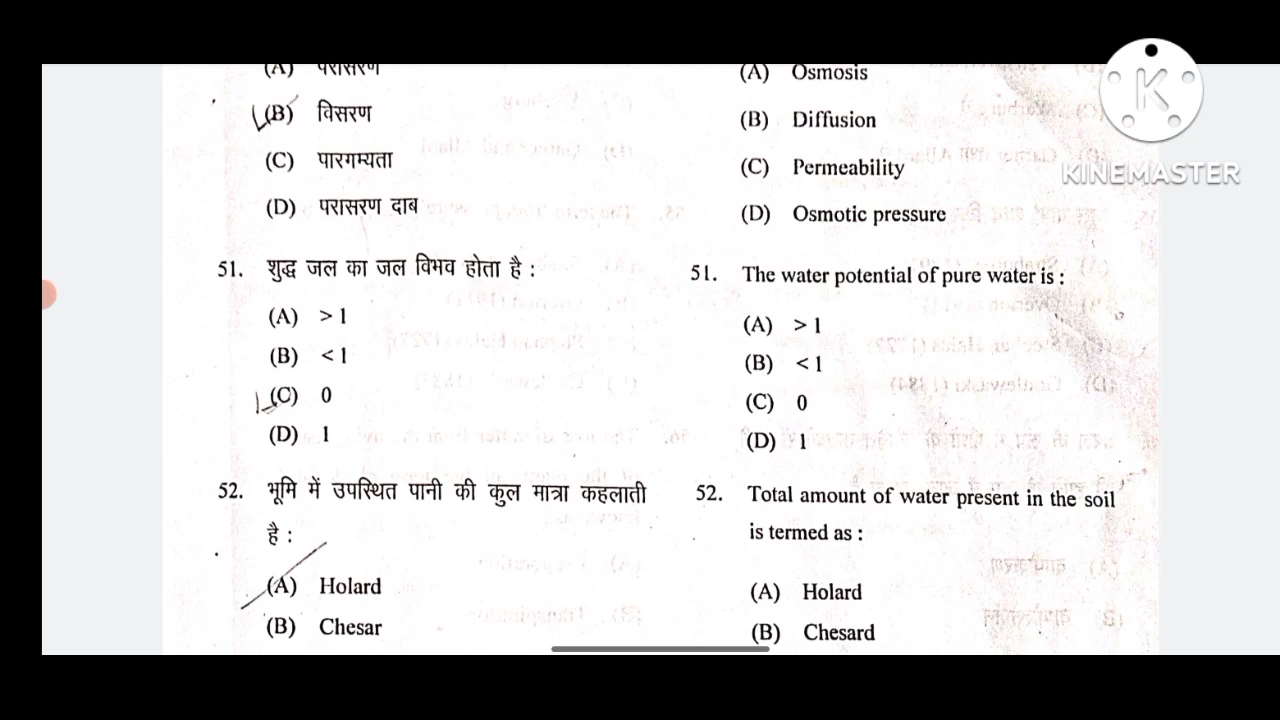 (A) परासरण
(B) विसरण
(C) पारगम्यता
(D) परासरण दाब
51. शुद्ध जल का जल विभव होता है :
(A) > 1
(B) < 1
(C) 0
(D) 1
52. भूमि में उपस्थित पानी की कुल मात्रा कहलाती
है :
(A) Holard
(B) Chesar
(A) Osmosis
(B) Diffusion
(C) Permeability
(D) Osmotic pressure
51. The water potential of pure water is :
(A) > 1
(B) < 1
(C) 0
(D) 1
52. Total amount of water present in the soil
is termed as :
(A) Holard
(B) Chesard
K
KINEMASTER